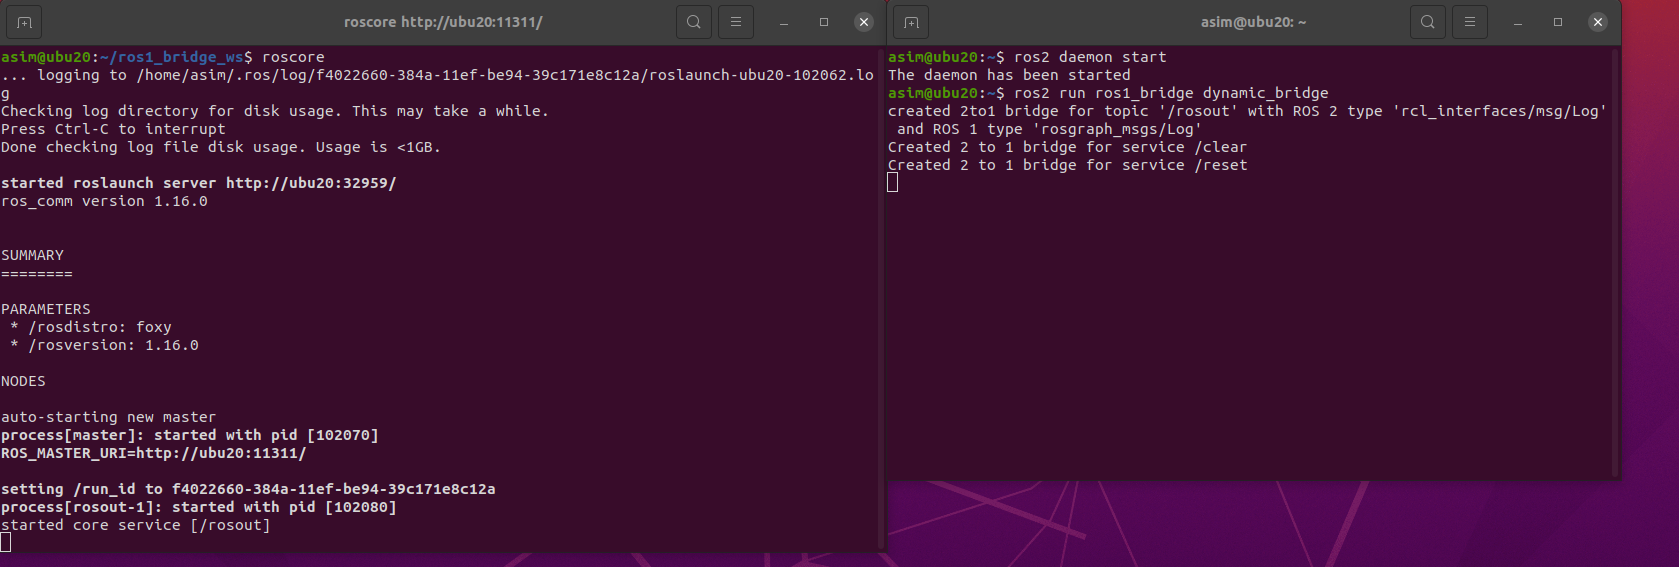 roscore http://ubu20:11311/
asim@ubu20:~/ros1_bridge_ws$ roscore
... logging to /home/asim/.ros/log/f4022660-384a-11ef-be94-39c171e8c12a/roslaunch-ubu20-102062.lo
g
Checking log directory for disk usage. This may take a while.
Press Ctrl-C to interrupt
Done checking log file disk usage. Usage is <1GB.
started roslaunch server http://ubu20:32959/
ros_comm version 1.16.0
SUMMARY
========
PARAMETERS
 * /rosdistro: foxy
 * /rosversion: 1.16.0
NODES
auto-starting new master
process[master]: started with pid [102070]
ROS_MASTER_URI=http://ubu20:11311/
setting /run_id to f4022660-384a-11ef-be94-39c171e8c12a
process[rosout-1]: started with pid [102080]
started core service [/rosout]
asim@ubu20: ~
asim@ubu20:~$ ros2 daemon start
The daemon has been started
asim@ubu20:~$ ros2 run ros1_bridge dynamic_bridge
created 2to1 bridge for topic '/rosout' with ROS 2 type 'rcl_interfaces/msg/Log'
 and ROS 1 type 'rosgraph_msgs/Log'
Created 2 to 1 bridge for service /clear
Created 2 to 1 bridge for service /reset